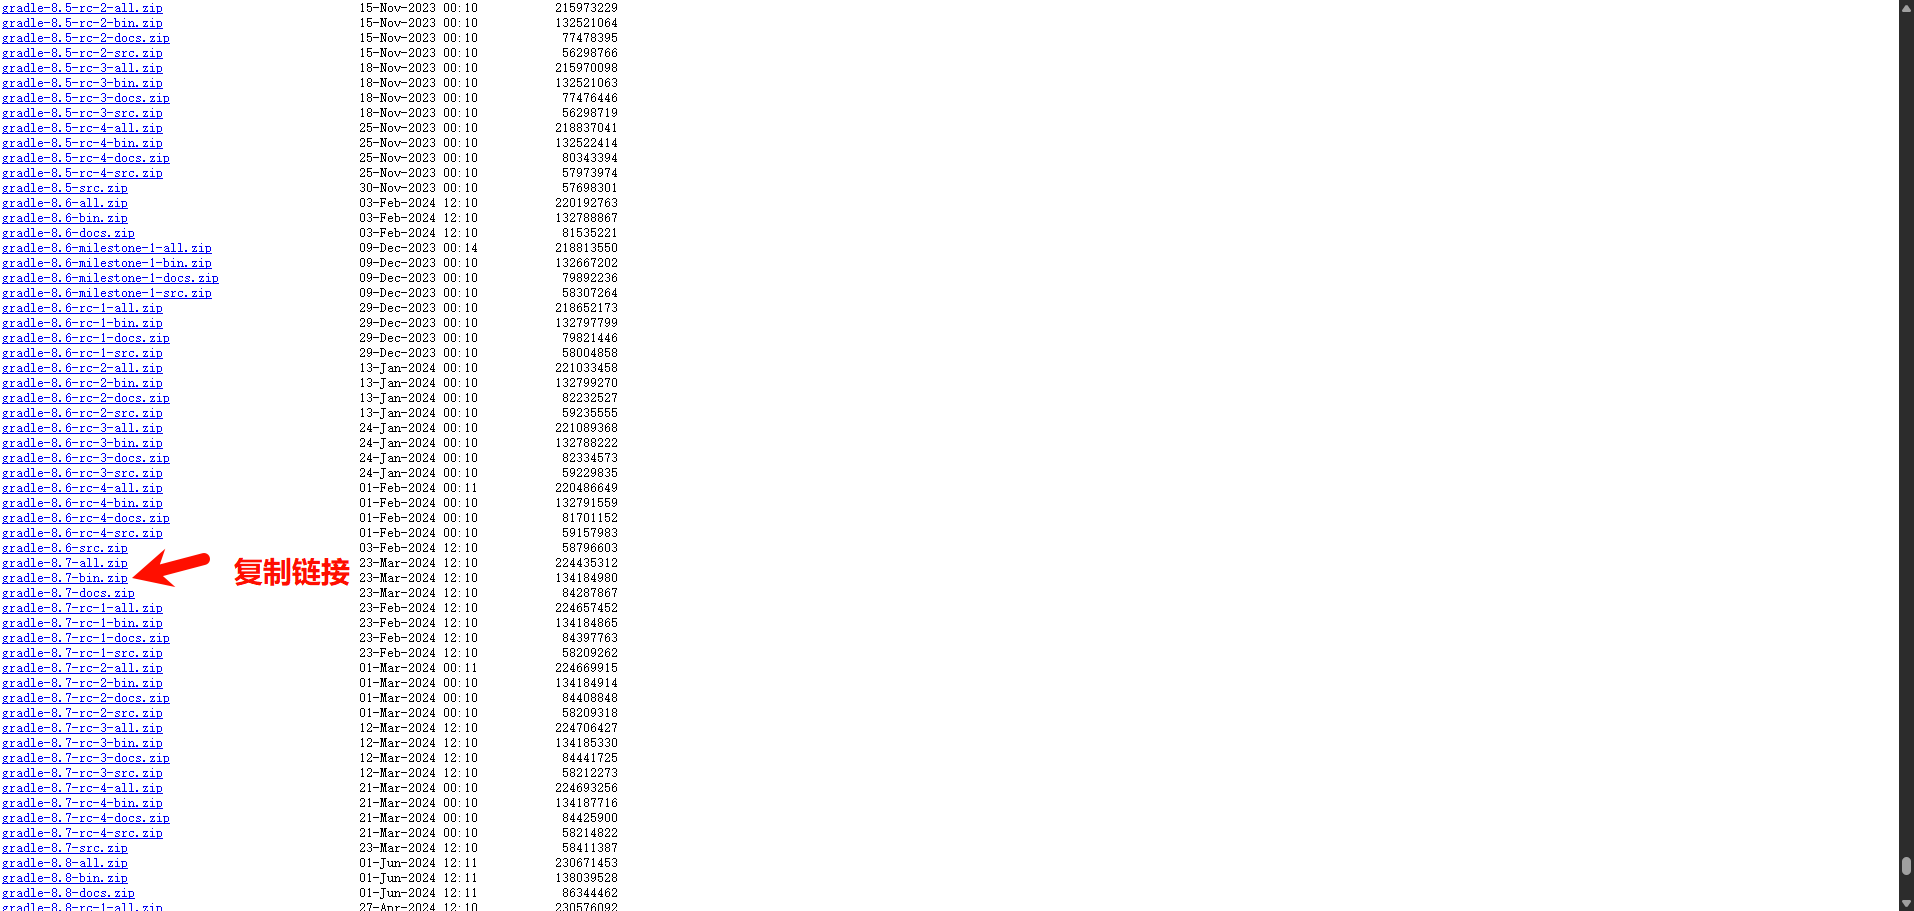 gradle-8.5-rc-2-all.zip 15-Nov-2023 00:10 215973229
gradle-8.5-rc-2-bin.zip 15-Nov-2023 00:10 132521064
gradle-8.5-rc-2-docs.zip 15-Nov-2023 00:10 77478395
gradle-8.5-rc-2-src.zip 15-Nov-2023 00:10 56298766
gradle-8.5-rc-3-all.zip 18-Nov-2023 00:10 215970098
gradle-8.5-rc-3-bin.zip 18-Nov-2023 00:10 132521063
gradle-8.5-rc-3-docs.zip 18-Nov-2023 00:10 77476446
gradle-8.5-rc-3-src.zip 18-Nov-2023 00:10 56298719
gradle-8.5-rc-4-all.zip 25-Nov-2023 00:10 218837041
gradle-8.5-rc-4-bin.zip 25-Nov-2023 00:10 132522414
gradle-8.5-rc-4-docs.zip 25-Nov-2023 00:10 80343394
gradle-8.5-rc-4-src.zip 25-Nov-2023 00:10 57973974
gradle-8.5-src.zip 30-Nov-2023 00:10 57698301
gradle-8.6-all.zip 03-Feb-2024 12:10 220192763
gradle-8.6-bin.zip 03-Feb-2024 12:10 132788867
gradle-8.6-docs.zip 03-Feb-2024 12:10 81535221
gradle-8.6-milestone-1-all.zip 09-Dec-2023 00:14 218813550
gradle-8.6-milestone-1-bin.zip 09-Dec-2023 00:10 132667202
gradle-8.6-milestone-1-docs.zip 09-Dec-2023 00:10 79892236
gradle-8.6-milestone-1-src.zip 09-Dec-2023 00:10 58307264
gradle-8.6-rc-1-all.zip 29-Dec-2023 00:10 218652173
gradle-8.6-rc-1-bin.zip 29-Dec-2023 00:10 132797799
gradle-8.6-rc-1-docs.zip 29-Dec-2023 00:10 79821446
gradle-8.6-rc-1-src.zip 29-Dec-2023 00:10 58004858
gradle-8.6-rc-2-all.zip 13-Jan-2024 00:10 221033458
gradle-8.6-rc-2-bin.zip 13-Jan-2024 00:10 132799270
gradle-8.6-rc-2-docs.zip 13-Jan-2024 00:10 82232527
gradle-8.6-rc-2-src.zip 13-Jan-2024 00:10 59235555
gradle-8.6-rc-3-all.zip 24-Jan-2024 00:10 221089368
gradle-8.6-rc-3-bin.zip 24-Jan-2024 00:10 132788222
gradle-8.6-rc-3-docs.zip 24-Jan-2024 00:10 82334573
gradle-8.6-rc-3-src.zip 24-Jan-2024 00:10 59229835
gradle-8.6-rc-4-all.zip 01-Feb-2024 00:11 220486649
gradle-8.6-rc-4-bin.zip 01-Feb-2024 00:10 132791559
gradle-8.6-rc-4-docs.zip 01-Feb-2024 00:10 81701152
gradle-8.6-rc-4-src.zip 01-Feb-2024 00:10 59157983
gradle-8.6-src.zip 03-Feb-2024 12:10 58796603
gradle-8.7-all.zip 23-Mar-2024 12:10 224435312
复制链接
gradle-8.7-bin.zip 23-Mar-2024 12:10 134184980
gradle-8.7-docs.zip 23-Mar-2024 12:10 84287867
gradle-8.7-rc-1-all.zip 23-Feb-2024 12:10 224657452
gradle-8.7-rc-1-bin.zip 23-Feb-2024 12:10 134184865
gradle-8.7-rc-1-docs.zip 23-Feb-2024 12:10 84397763
gradle-8.7-rc-1-src.zip 23-Feb-2024 12:10 58209262
gradle-8.7-rc-2-all.zip 01-Mar-2024 00:11 224669915
gradle-8.7-rc-2-bin.zip 01-Mar-2024 00:10 134184914
gradle-8.7-rc-2-docs.zip 01-Mar-2024 00:10 84408848
gradle-8.7-rc-2-src.zip 01-Mar-2024 00:10 58209318
gradle-8.7-rc-3-all.zip 12-Mar-2024 12:10 224706427
gradle-8.7-rc-3-bin.zip 12-Mar-2024 12:10 134185330
gradle-8.7-rc-3-docs.zip 12-Mar-2024 12:10 84441725
gradle-8.7-rc-3-src.zip 12-Mar-2024 12:10 58212273
gradle-8.7-rc-4-all.zip 21-Mar-2024 00:10 224693256
gradle-8.7-rc-4-bin.zip 21-Mar-2024 00:10 134187716
gradle-8.7-rc-4-docs.zip 21-Mar-2024 00:10 84425900
gradle-8.7-rc-4-src.zip 21-Mar-2024 00:10 58214822
gradle-8.7-src.zip 23-Mar-2024 12:10 58411387
gradle-8.8-all.zip 01-Jun-2024 12:11 230671453
gradle-8.8-bin.zip 01-Jun-2024 12:11 138039528
gradle-8.8-docs.zip 01-Jun-2024 12:11 86344462
gradle-8.8-rc-1-all.zip 27-Apr-2024 12:10 230576092